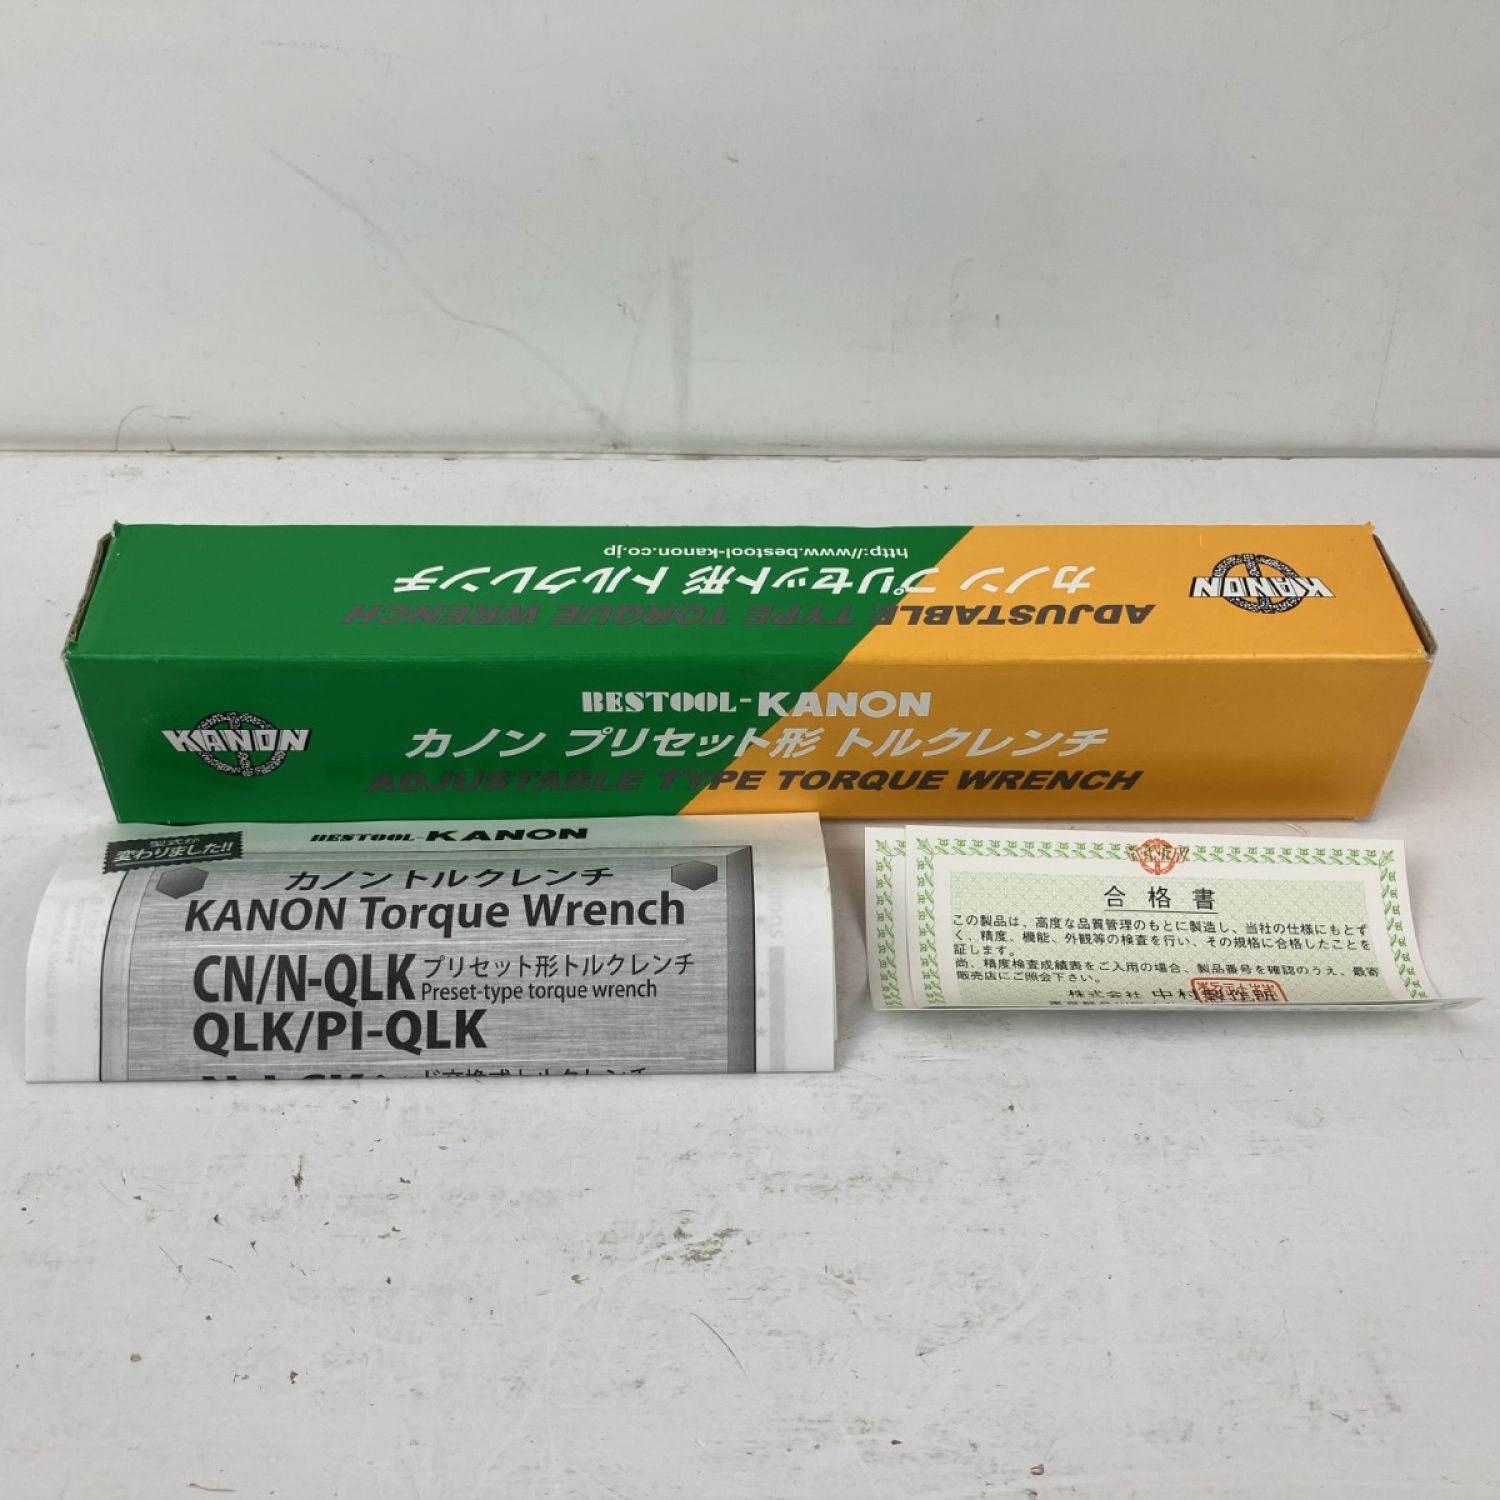 http://www.bestool-kanon.co.jp
カノン プリセット形 トルクレンチ
ADJUSTABLE TYPE TORQUE WRENCH
KANON
BESTOOL-KANON
カノン プリセット形 トルクレンチ
ADJUSTABLE TYPE TORQUE WRENCH
KANON
型式が
変わりました!!
BESTOOL-KANON
カノントルクレンチ
KANON Torque Wrench
CN/N-QLK プリセット形トルクレンチ
Preset-type torque wrench
QLK/PI-QLK
合格書
この製品は、高度な品質管理のもとに製造し、当社の仕様にもとず
く、精度、機能、外観等の検査を行い、その規格に合格したことを
証します。
尚、精度検査成績表をご入用の場合、製品番号を確認のうえ、最寄
販売店にご照会下さい。
株式会社 中村製作所